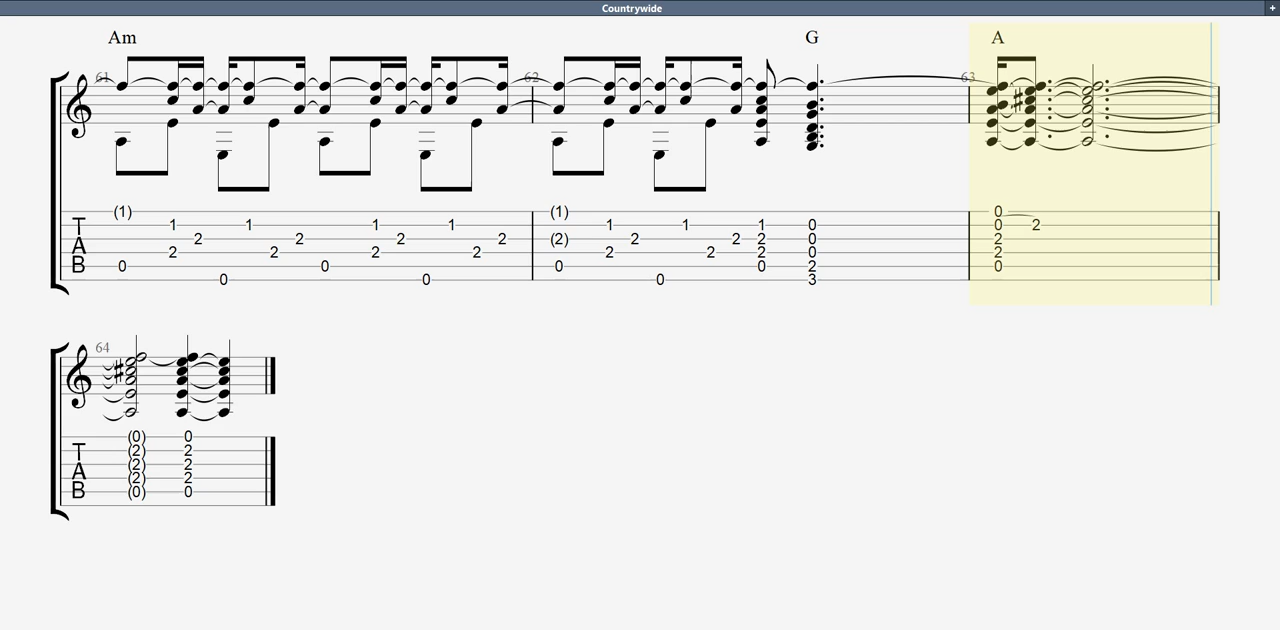 Countrywide +
Am G A
61 62 63
(1) (1) 0
T 1 1 1 1 1 1 1 0 0 2
2 2 2 2 (2) 2 2 2 0 2
A 2 2 2 2 2 2 2 0 2
B 0 0 0 0 2 0
0 0 0 3
64
(0) 0
T (2) 2
(2) 2
A (2) 2
B (0) 0